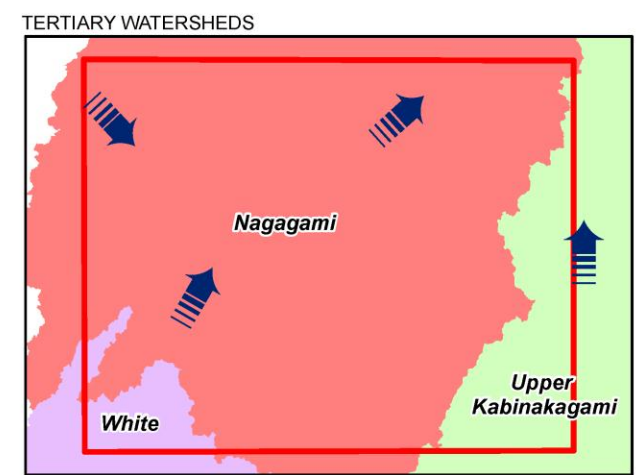 TERTIARY WATERSHEDS
Nagagami
Upper
Kabinakagami
White